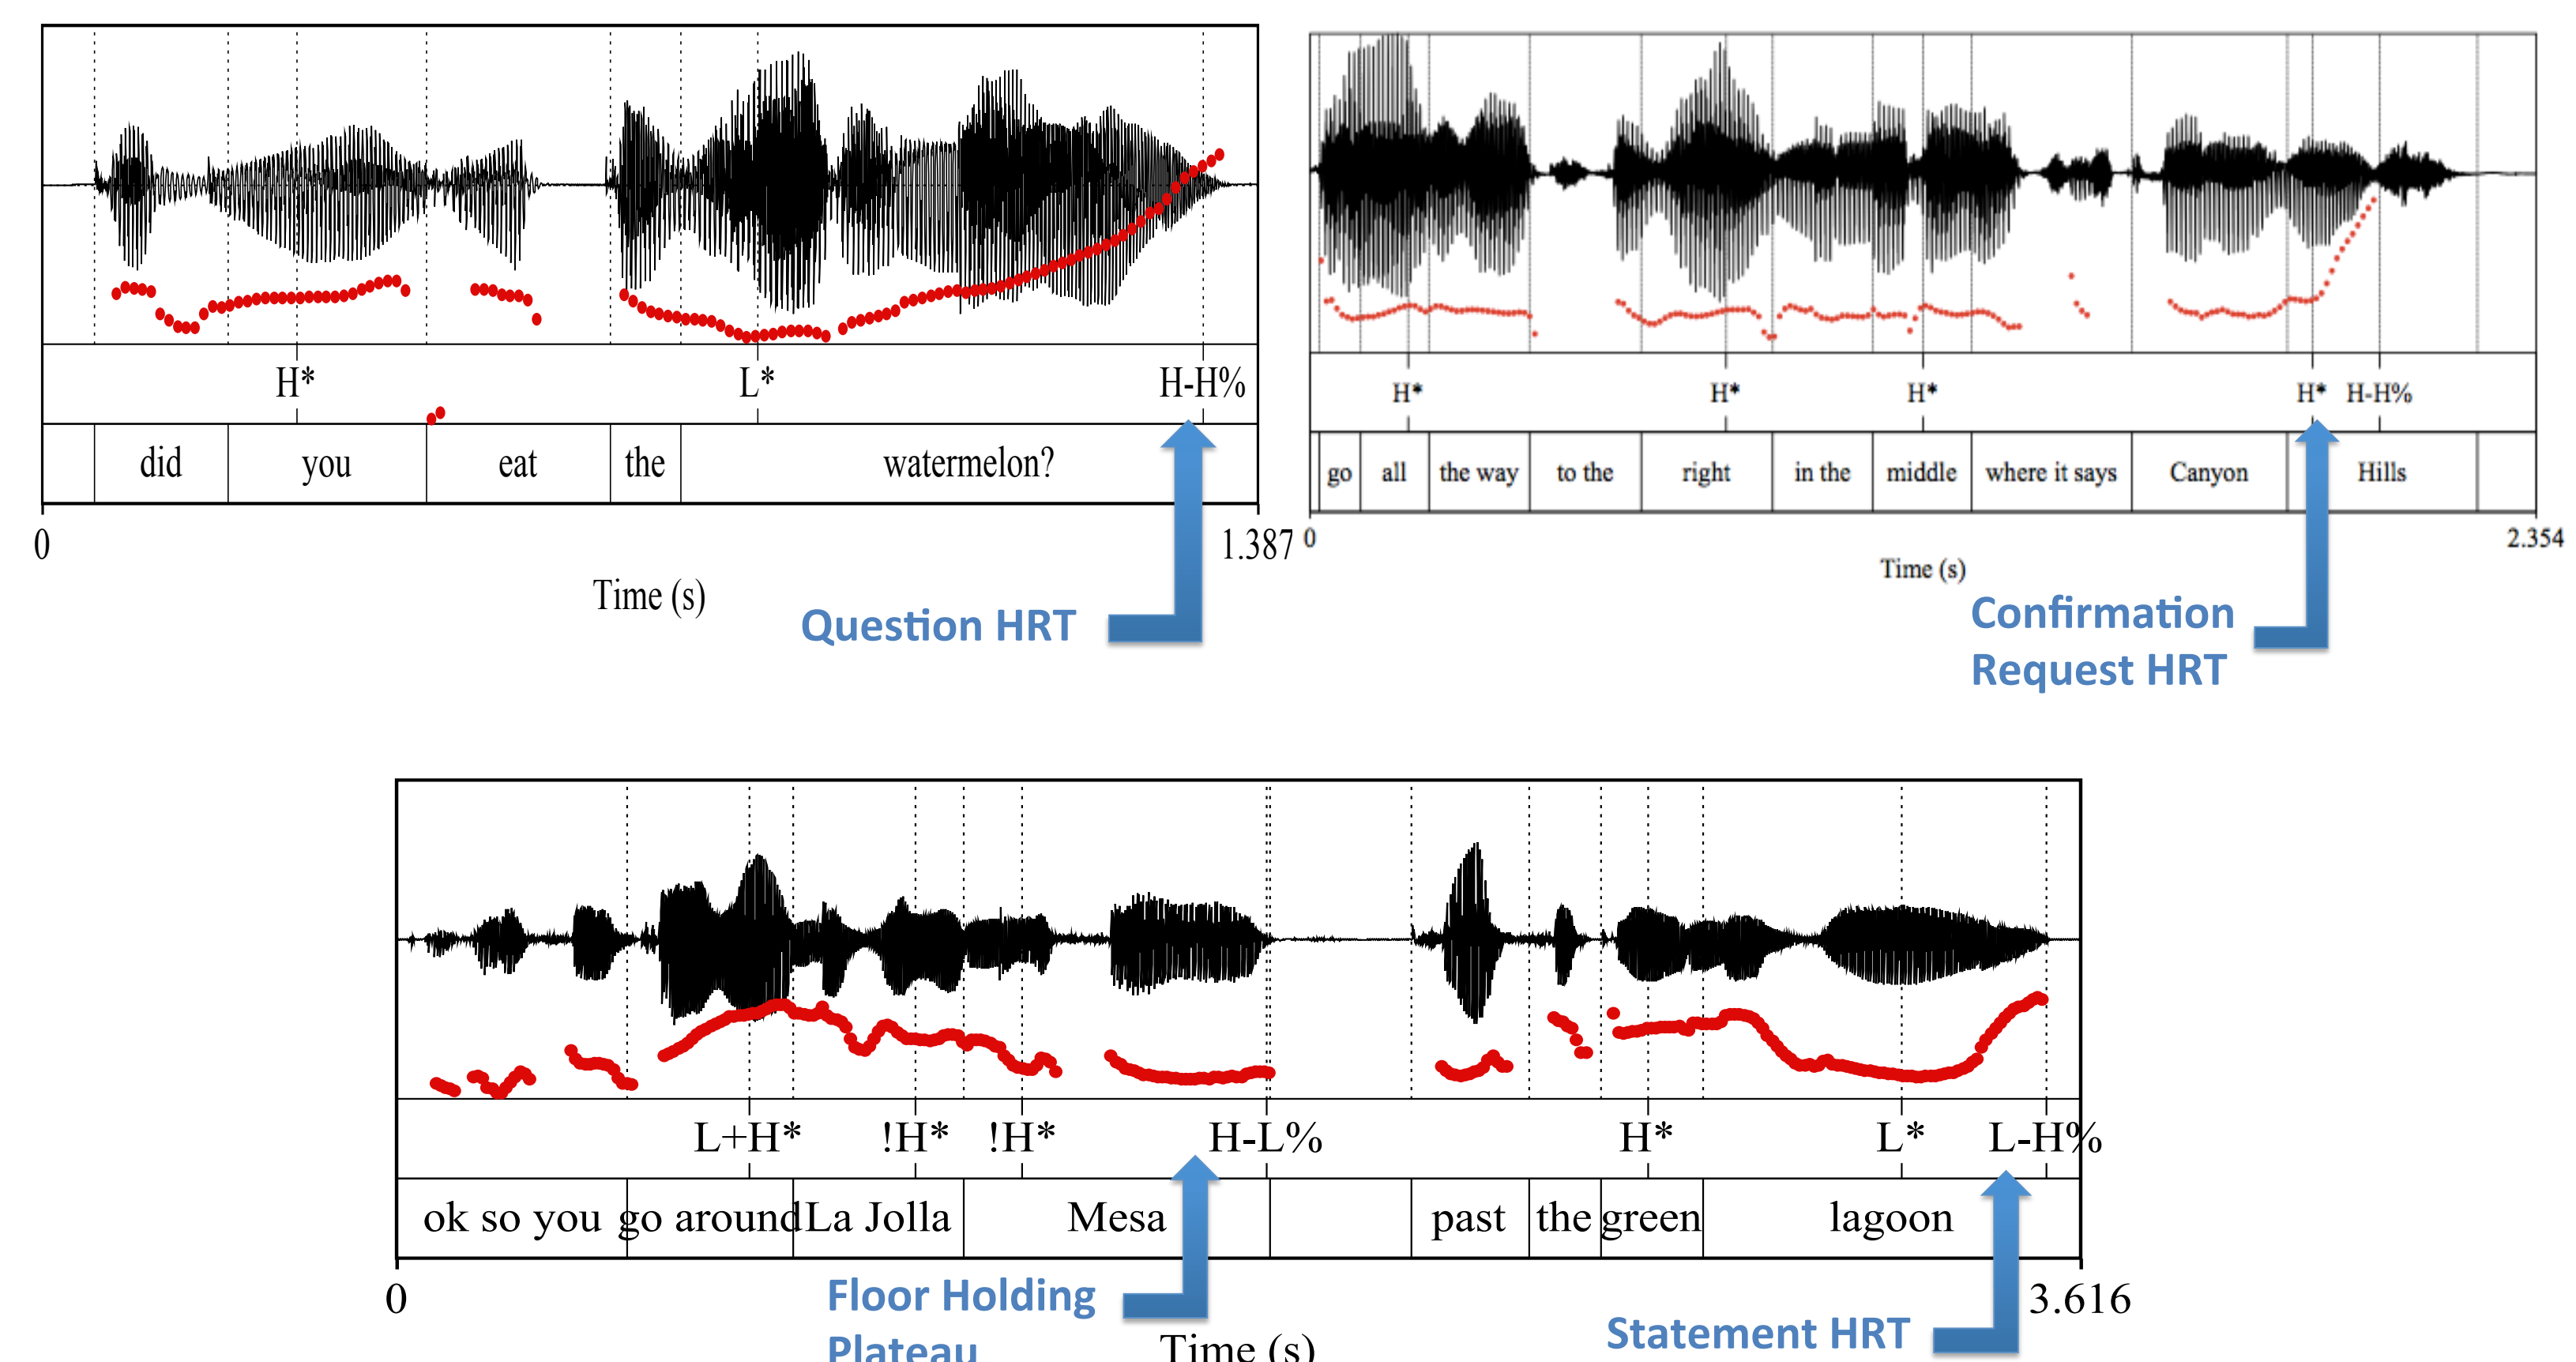 H* L* H-H%
did you eat the watermelon?
0 1.387
Time (s)
Question HRT
H* H* H* H* H-H%
go all the way to the right in the middle where it says Canyon Hills
0 2.354
Time (s)
Confirmation
Request HRT
L+H* !H* !H* H-L% H* L* L-H%
ok so you go around La Jolla Mesa past the green lagoon
0 3.616
Floor Holding
Plateau
Time (s)
Statement HRT